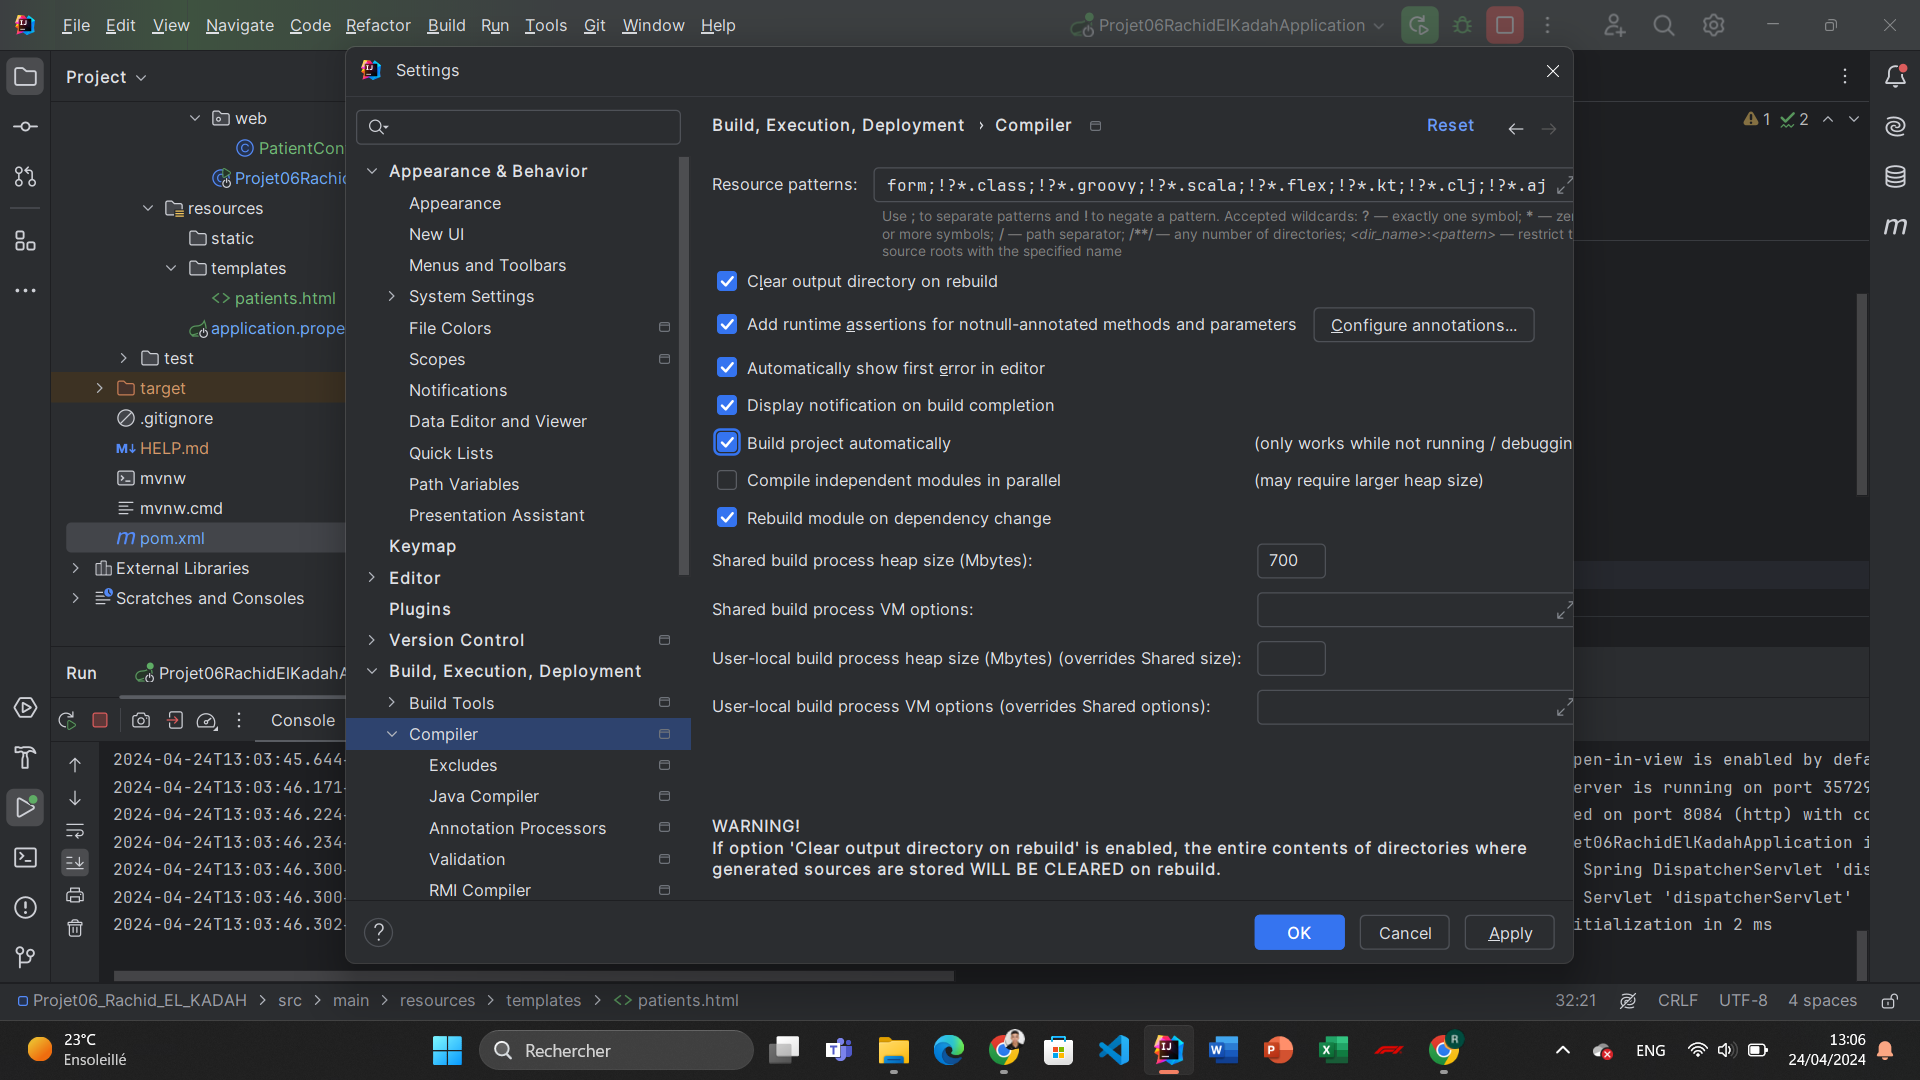 File Edit View Navigate Code Refactor Build Run Tools Git Window Help
Projet06RachidElKadahApplication
Project
web
PatientCon
Projet06Rachid
resources
static
templates
patients.html
application.prope
test
target
.gitignore
HELP.md
mvnw
mvnw.cmd
pom.xml
External Libraries
Scratches and Consoles
1 2
Settings
Appearance & Behavior
Appearance
New UI
Menus and Toolbars
System Settings
File Colors
Scopes
Notifications
Data Editor and Viewer
Quick Lists
Path Variables
Presentation Assistant
Keymap
Editor
Plugins
Version Control
Build, Execution, Deployment
Build Tools
Compiler
Excludes
Java Compiler
Annotation Processors
Validation
RMI Compiler
Build, Execution, Deployment › Compiler
Reset
Resource patterns: form;!?*.class;!?*.groovy;!?*.scala;!?*.flex;!?*.kt;!?*.clj;!?*.aj
Use ; to separate patterns and ! to negate a pattern. Accepted wildcards: ? — exactly one symbol; * — zer
or more symbols; / — path separator; /**/ — any number of directories; <dir_name>:<pattern> — restrict t
source roots with the specified name
Clear output directory on rebuild
Add runtime assertions for notnull-annotated methods and parameters Configure annotations...
Automatically show first error in editor
Display notification on build completion
Build project automatically (only works while not running / debuggin
Compile independent modules in parallel (may require larger heap size)
Rebuild module on dependency change
Shared build process heap size (Mbytes): 700
Shared build process VM options:
User-local build process heap size (Mbytes) (overrides Shared size):
User-local build process VM options (overrides Shared options):
WARNING!
If option 'Clear output directory on rebuild' is enabled, the entire contents of directories where
generated sources are stored WILL BE CLEARED on rebuild.
? OK Cancel Apply
Run Projet06RachidElKadahA
Console
2024-04-24T13:03:45.644 pen-in-view is enabled by defa
2024-04-24T13:03:46.171 erver is running on port 35729
2024-04-24T13:03:46.224 ed on port 8084 (http) with co
2024-04-24T13:03:46.234 et06RachidElKadahApplication i
2024-04-24T13:03:46.300 Spring DispatcherServlet 'dis
2024-04-24T13:03:46.300 Servlet 'dispatcherServlet'
2024-04-24T13:03:46.302 itialization in 2 ms
Projet06_Rachid_EL_KADAH > src > main > resources > templates > patients.html
32:21 CRLF UTF-8 4 spaces
23°C
Ensoleillé
Rechercher
ENG
13:06
24/04/2024